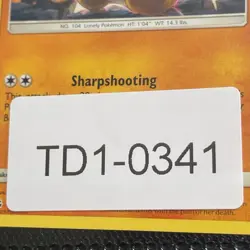 NO. 104 Lonely Pokémon HT: 1'04" WT: 14.3 lbs.
Sharpshooting
TD1-0341